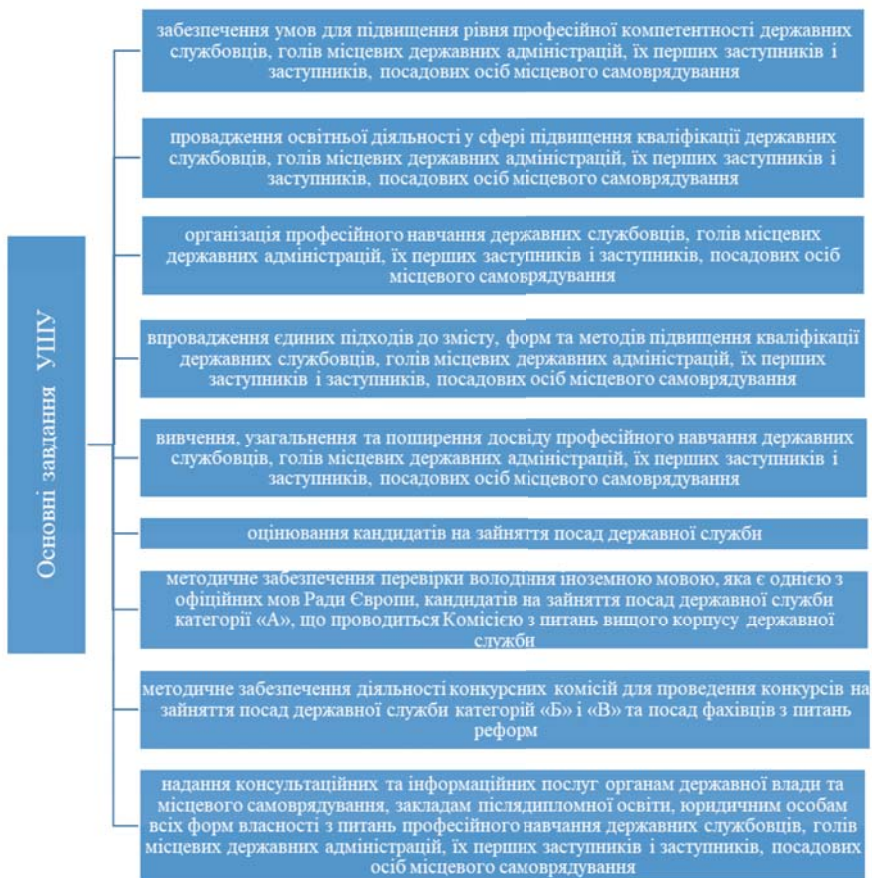 забезпечення умов для підвищення рівня професійної компетентності державних
службовців, голів місцевих державних адміністрацій, їх перших заступників і
заступників, посадових осіб місцевого самоврядування
провадження освітньої діяльності у сфері підвищення кваліфікації державних
службовців, голів місцевих державних адміністрацій, їх перших заступників і
заступників, посадових осіб місцевого самоврядування
організація професійного навчання державних службовців, голів місцевих
державних адміністрацій, їх перших заступників і заступників, посадових осіб
місцевого самоврядування
впровадження єдиних підходів до змісту, форм та методів підвищення кваліфікації
державних службовців, голів місцевих державних адміністрацій, їх перших
заступників і заступників, посадових осіб місцевого самоврядування
Основні завдання УШУ
вивчення, узагальнення та поширення досвіду професійного навчання державних
службовців, голів місцевих державних адміністрацій, їх перших заступників і
заступників, посадових осіб місцевого самоврядування
оцінювання кандидатів на зайняття посад державної служби
методичне забезпечення перевірки володіння іноземною мовою, яка є однією з
офіційних мов Ради Європи, кандидатів на зайняття посад державної служби
категорії «А», що проводиться Комісією з питань вищого корпусу державної
служби
методичне забезпечення діяльності конкурсних комісій для проведення конкурсів на
зайняття посад державної служби категорій «Б» і «В» та посад фахівців з питань
реформ
надання консультаційних та інформаційних послуг органам державної влади та
місцевого самоврядування, закладам післядипломної освіти, юридичним особам
всіх форм власності з питань професійного навчання державних службовців, голів
місцевих державних адміністрацій, їх перших заступників і заступників, посадових
осіб місцевого самоврядування